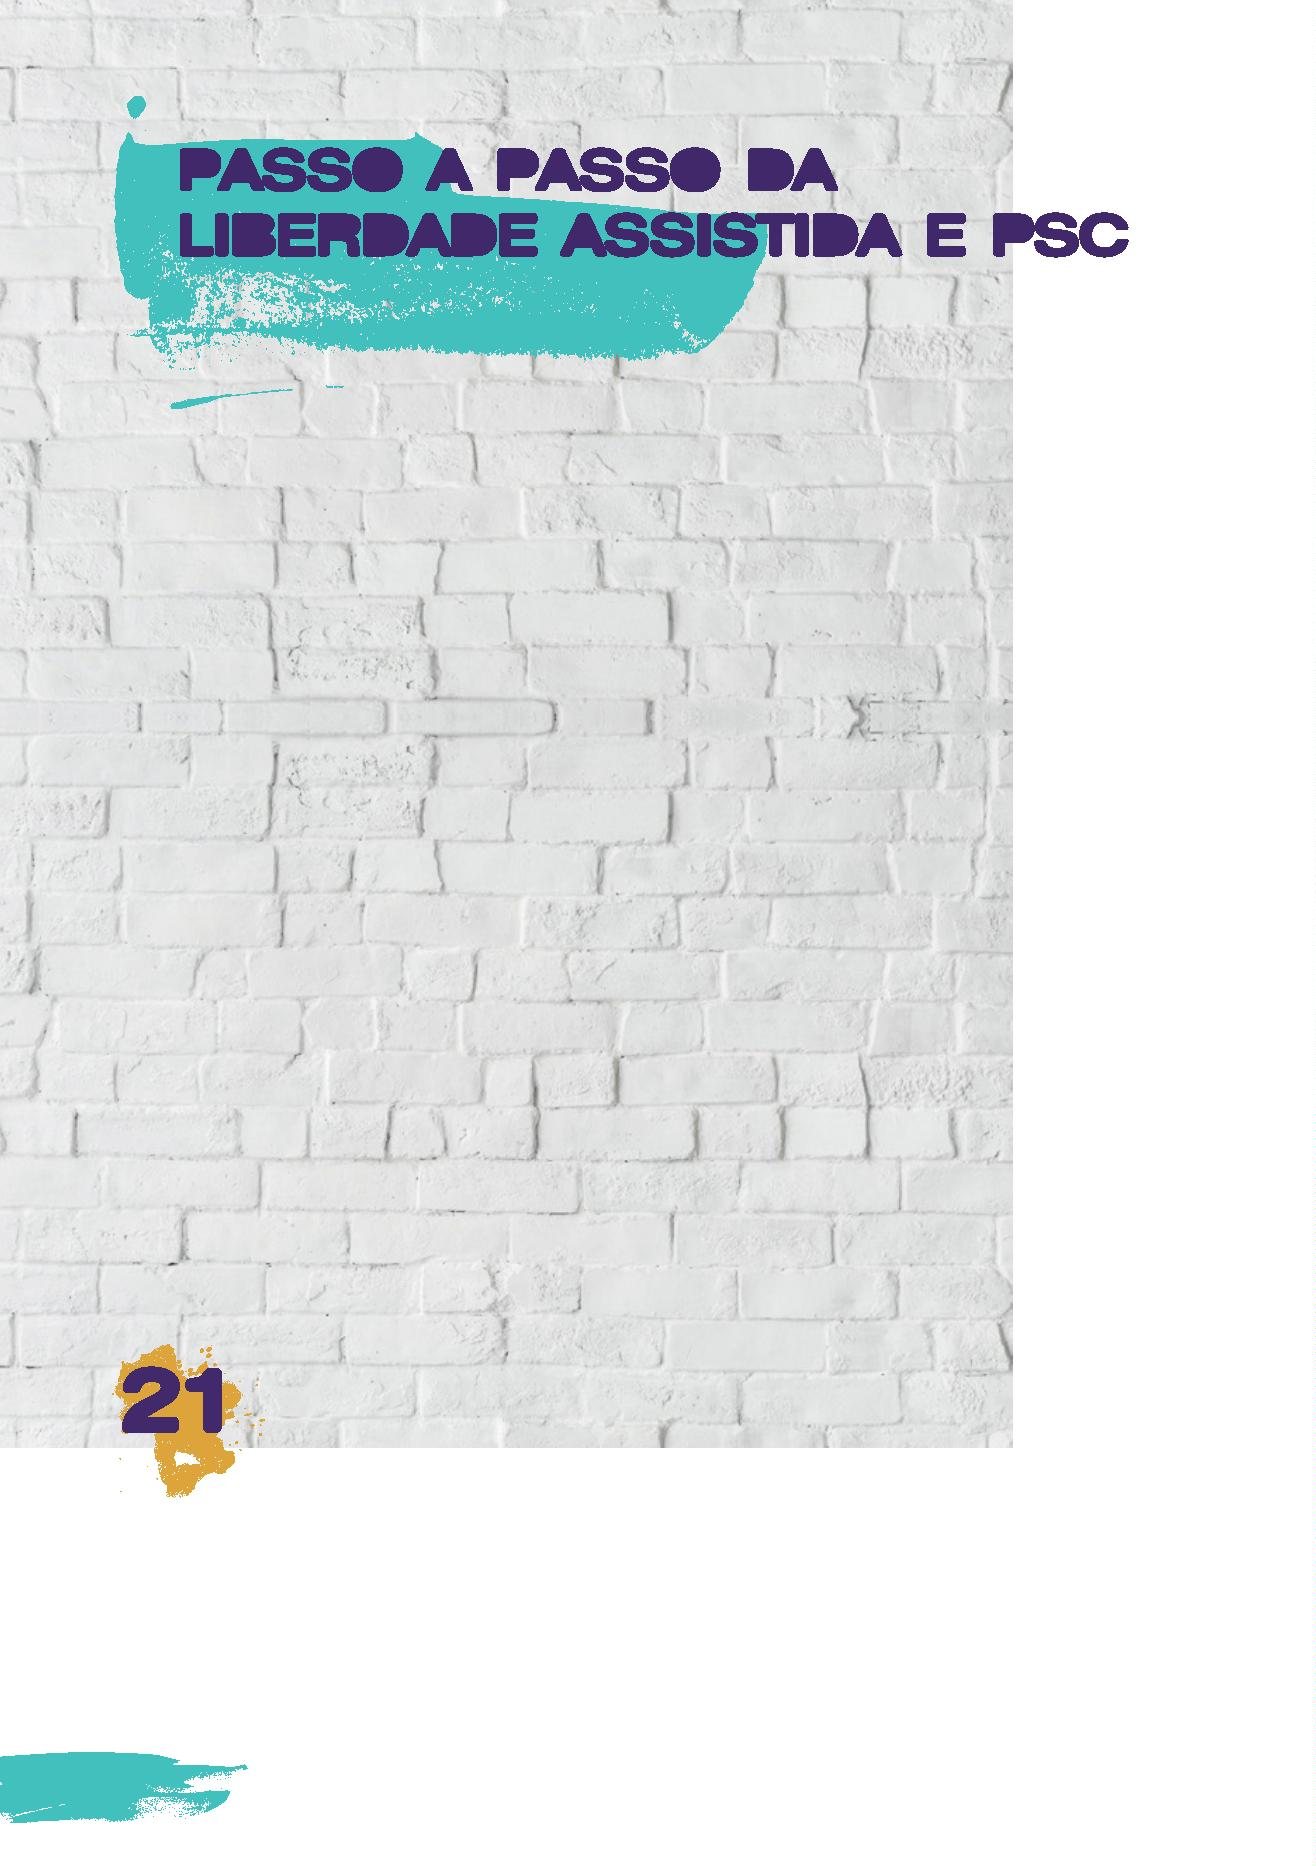 PASSO A PASSO DA
LIBERDADE ASSISTIDA E PSC
21